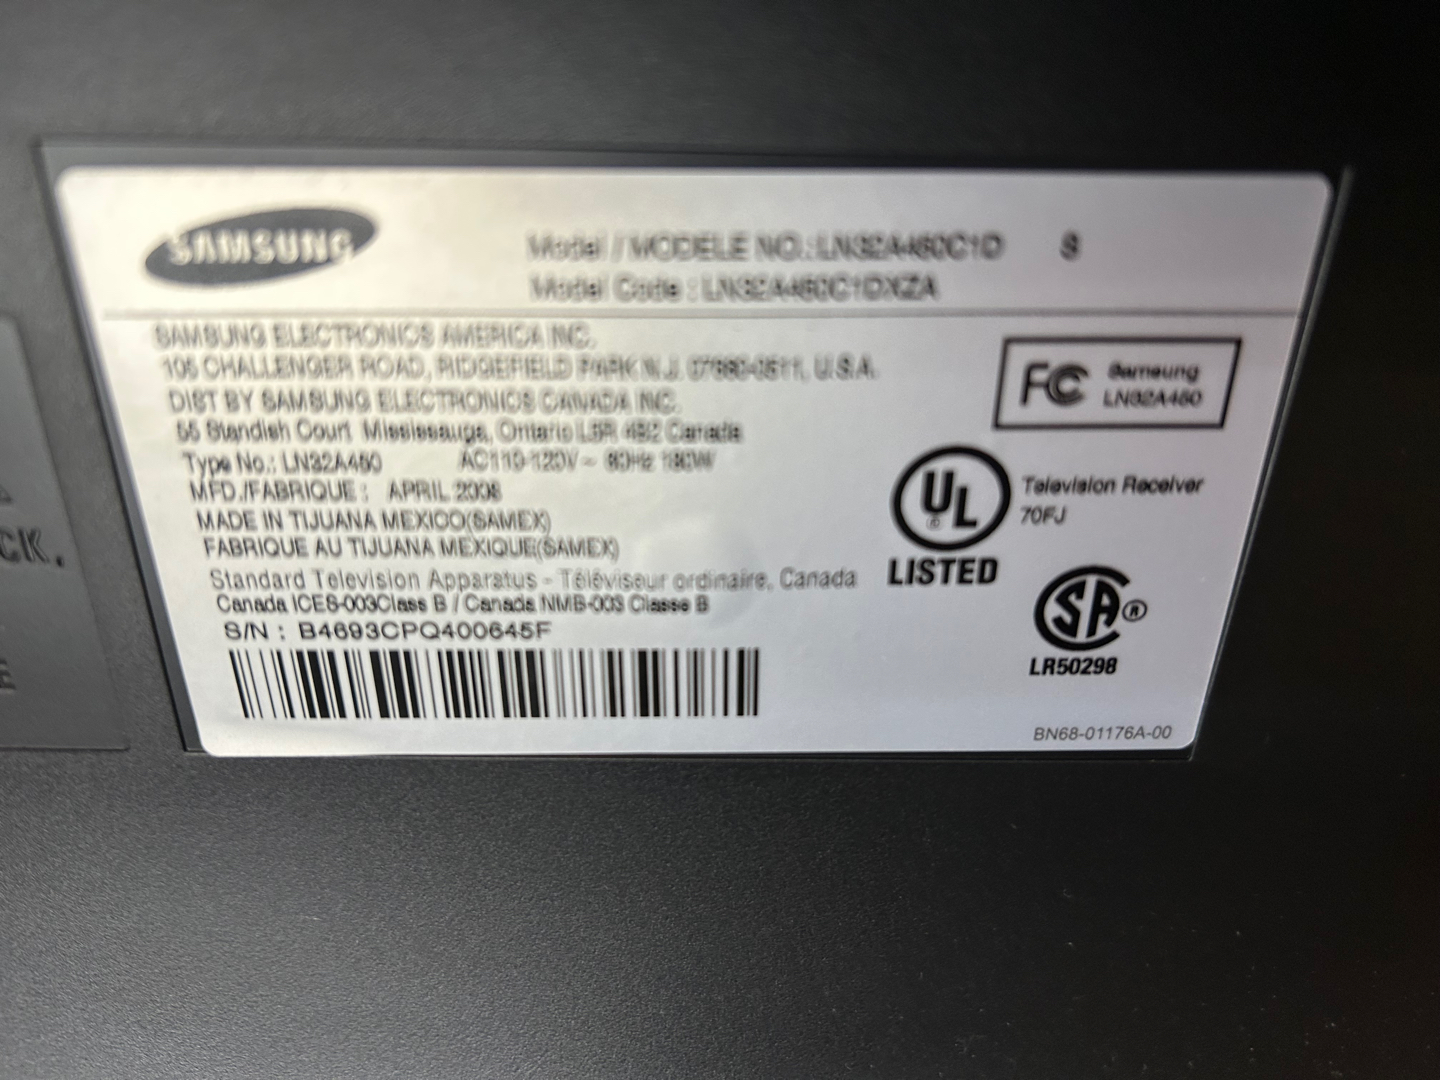 SAMSUNG
Model / MODELE NO.: LN32A450C1D S
Model Code : LN32A450C1DXZA
SAMSUNG ELECTRONICS AMERICA INC.
105 CHALLENGER ROAD, RIDGEFIELD PARK N.J. 07660-0511, U.S.A.
DIST BY SAMSUNG ELECTRONICS CANADA INC.
55 Standish Court Mississauga, Ontario L5R 4B2 Canada
Type No.: LN32A450 AC110-120V ~ 60Hz 180W
MFD./FABRIQUE : APRIL 2008
MADE IN TIJUANA MEXICO(SAMEX)
FABRIQUE AU TIJUANA MEXIQUE(SAMEX)
Standard Television Apparatus - Téléviseur ordinaire, Canada
Canada ICES-003Class B / Canada NMB-003 Classe B
S/N : B4693CPQ400645F
FC Samsung
LN32A450
UL Television Receiver
70FJ
LISTED
SA ®
LR50298
BN68-01176A-00
CK.
E